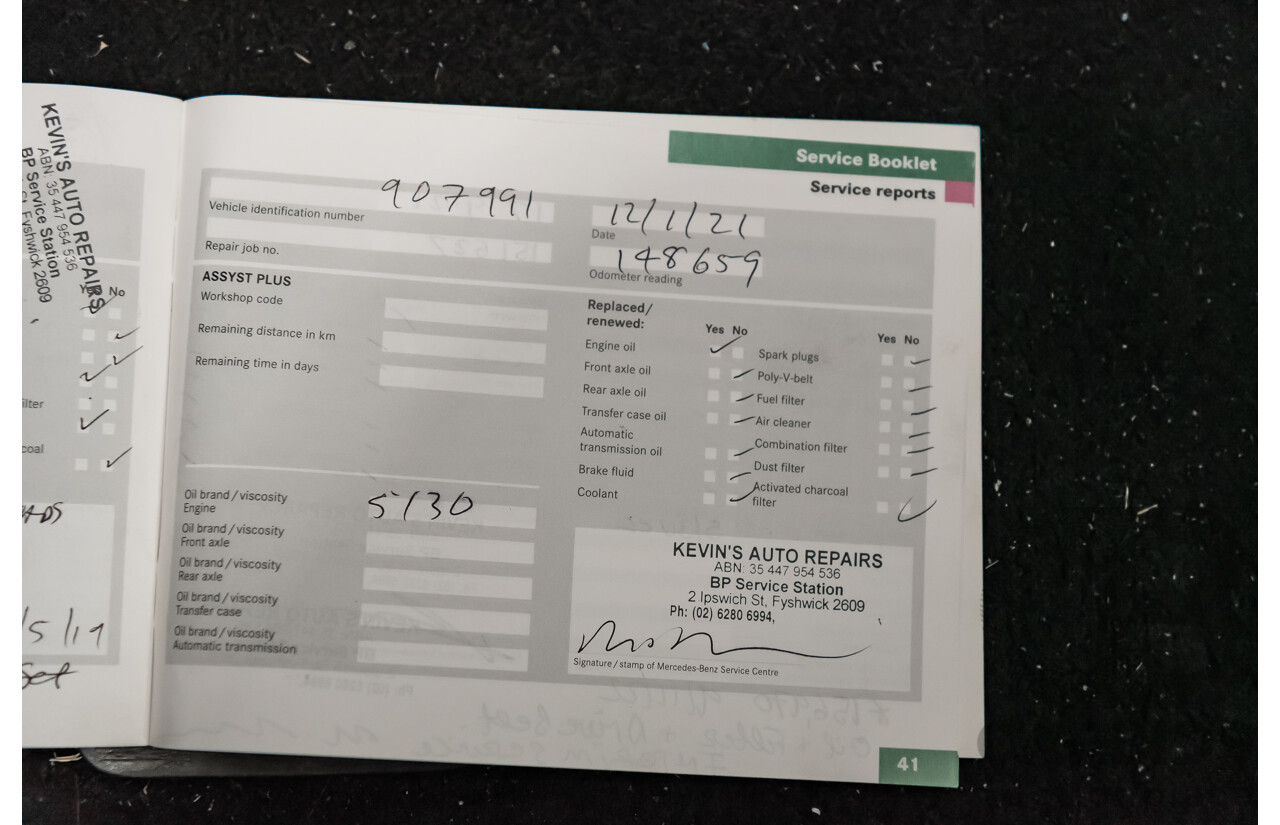 KEVIN'S AUTO REPAIRS
ABN: 35 447 954 536
BP Service Station
St, Fyshwick 2609
Yes No
ilter
coal
ADS
/5/19
Service Booklet
Service reports
907991
Vehicle identification number
12/1/21
Date
Repair job no.
148659
Odometer reading
ASSYST PLUS
Workshop code
Remaining distance in km
Remaining time in days
Replaced/
renewed:
Yes No
Engine oil
Front axle oil
Rear axle oil
Transfer case oil
Automatic
transmission oil
Brake fluid
Coolant
Yes No
Spark plugs
Poly-V-belt
Fuel filter
Air cleaner
Combination filter
Dust filter
Activated charcoal
filter
Oil brand / viscosity
Engine
5/30
Oil brand / viscosity
Front axle
Oil brand / viscosity
Rear axle
Oil brand / viscosity
Transfer case
Oil brand / viscosity
Automatic transmission
KEVIN'S AUTO REPAIRS
ABN: 35 447 954 536
BP Service Station
2 Ipswich St, Fyshwick 2609
Ph: (02) 6280 6994,
Signature / stamp of Mercedes-Benz Service Centre
41